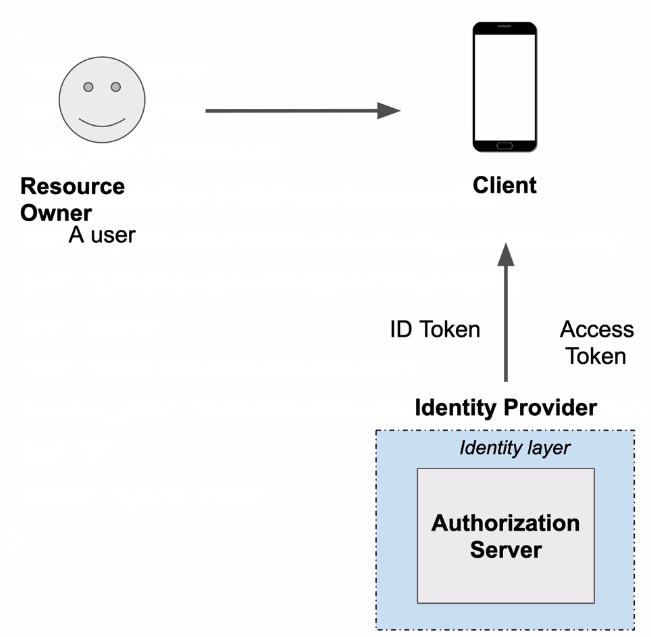 Resource
Owner
A user
Client
ID Token
Access
Token
Identity Provider
Identity layer
Authorization
Server